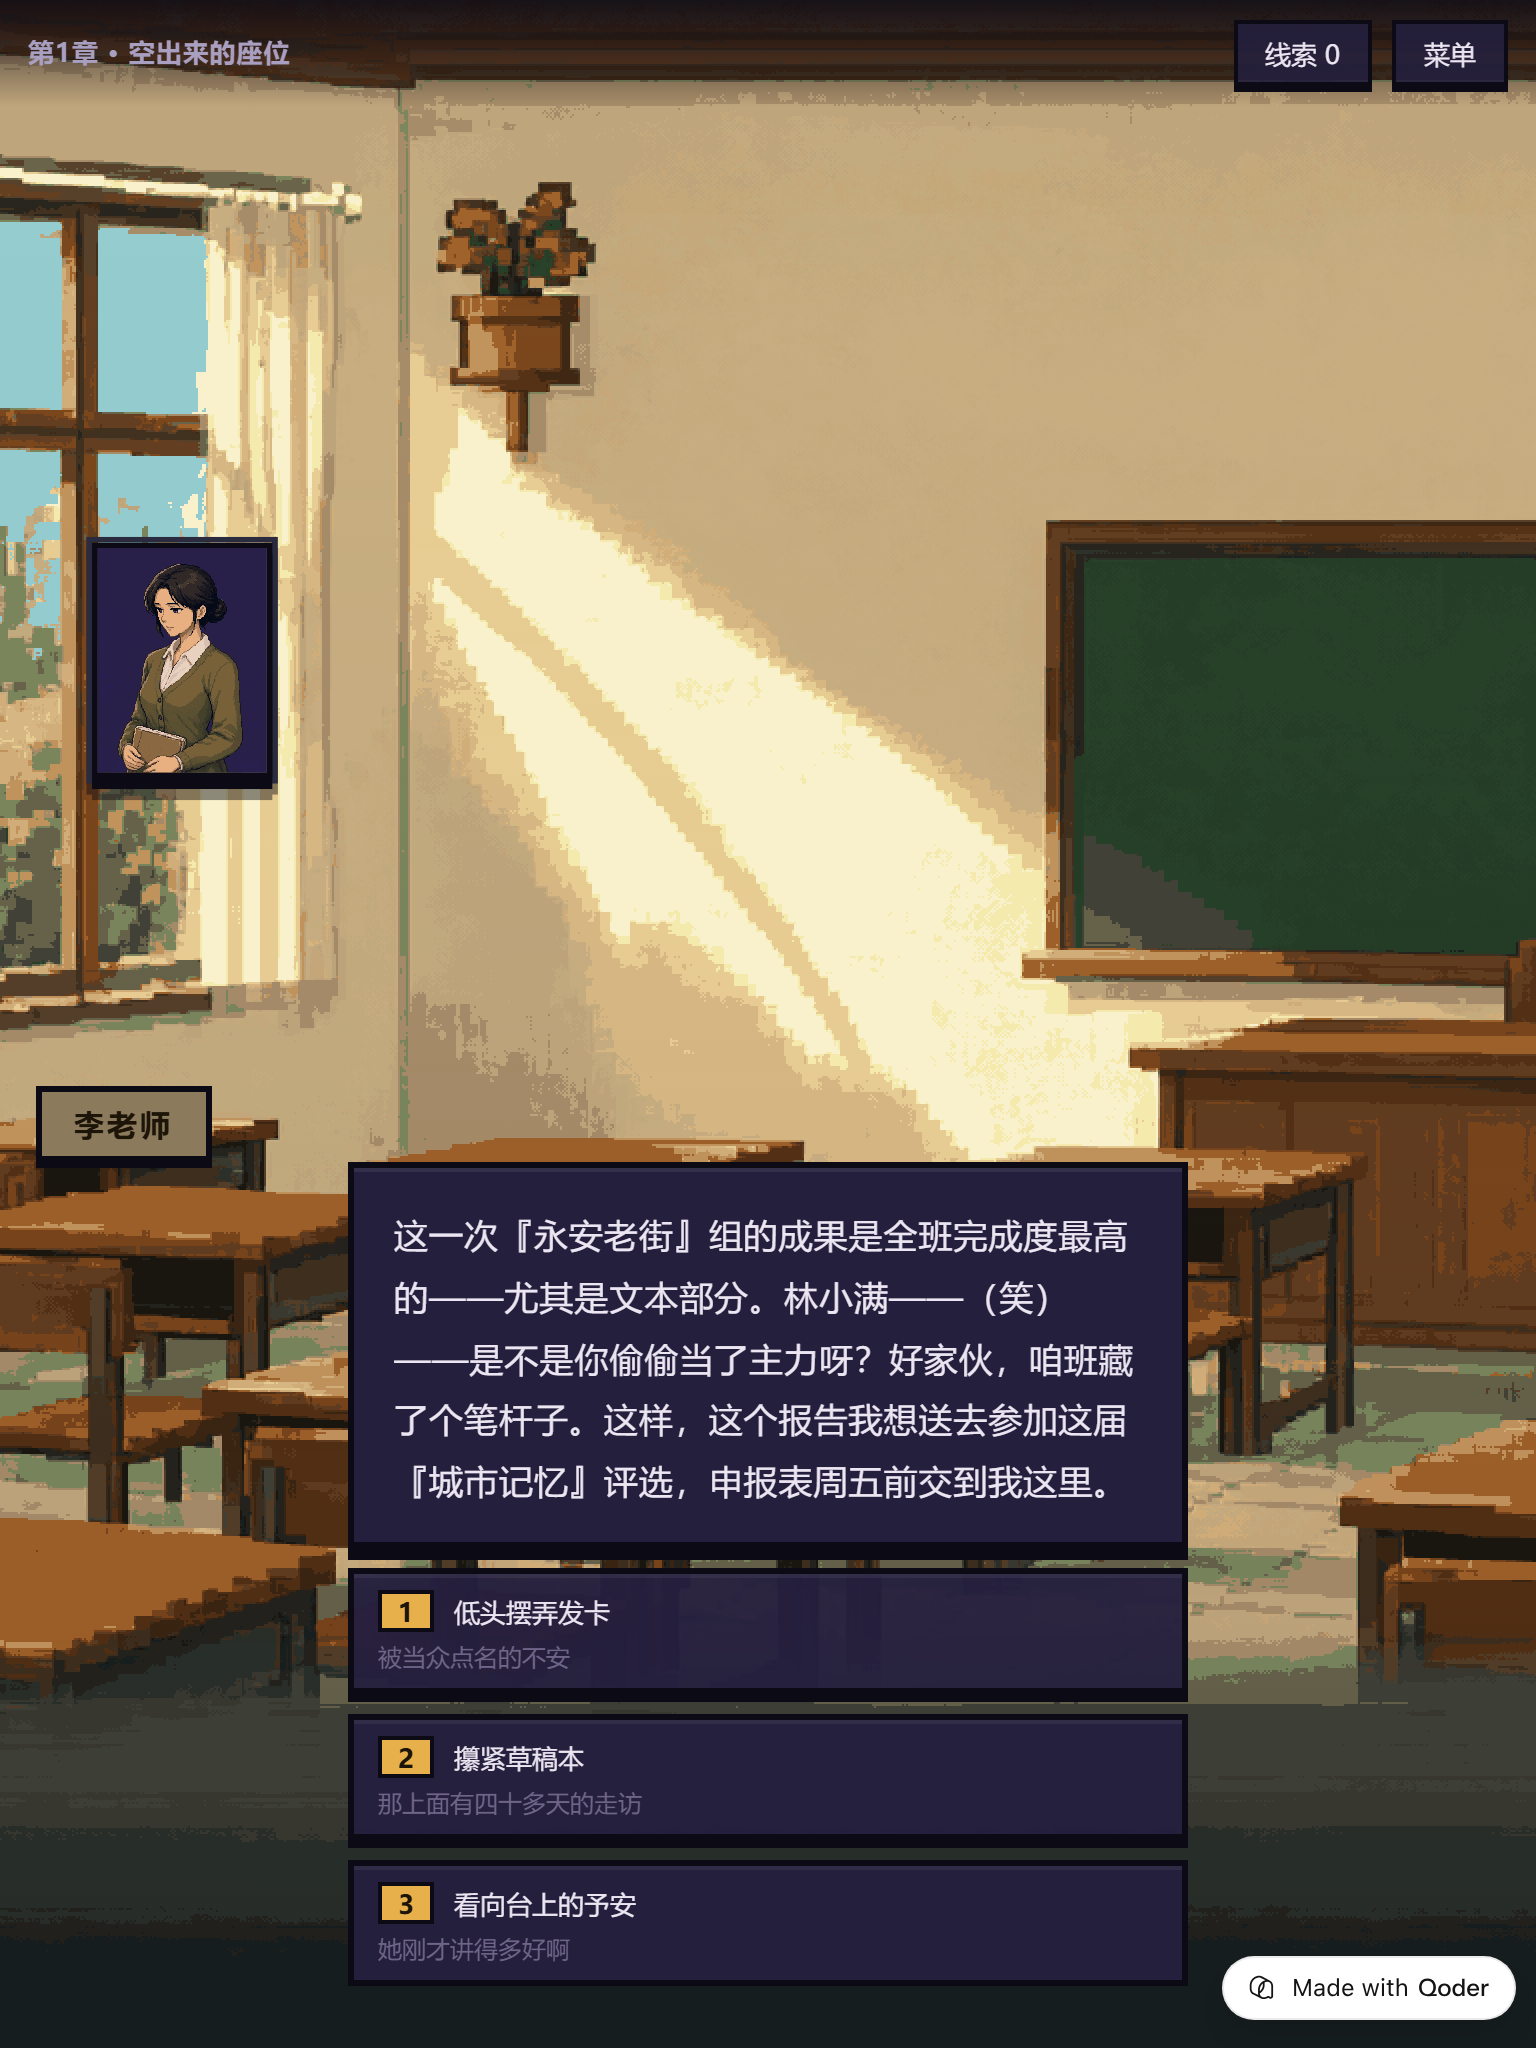 第1章·空出来的座位
线索 0
菜单
李老师
这一次『永安老街』组的成果是全班完成度最高
的——尤其是文本部分。林小满——（笑）
——是不是你偷偷当了主力呀？好家伙，咱班藏
了个笔杆子。这样，这个报告我想送去参加这届
『城市记忆』评选，申报表周五前交到我这里。
1 低头摆弄发卡
被当众点名的不安
2 攥紧草稿本
那上面有四十多天的走访
3 看向台上的予安
她刚才讲得多好啊
Made with Qoder